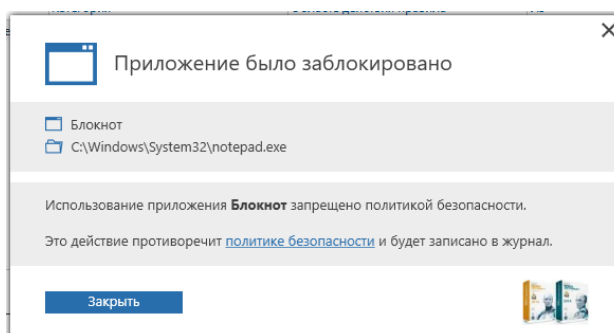 Приложение было заблокировано
Блокнот
C:\Windows\System32\notepad.exe
Использование приложения Блокнот запрещено политикой безопасности.
Это действие противоречит политике безопасности и будет записано в журнал.
Закрыть